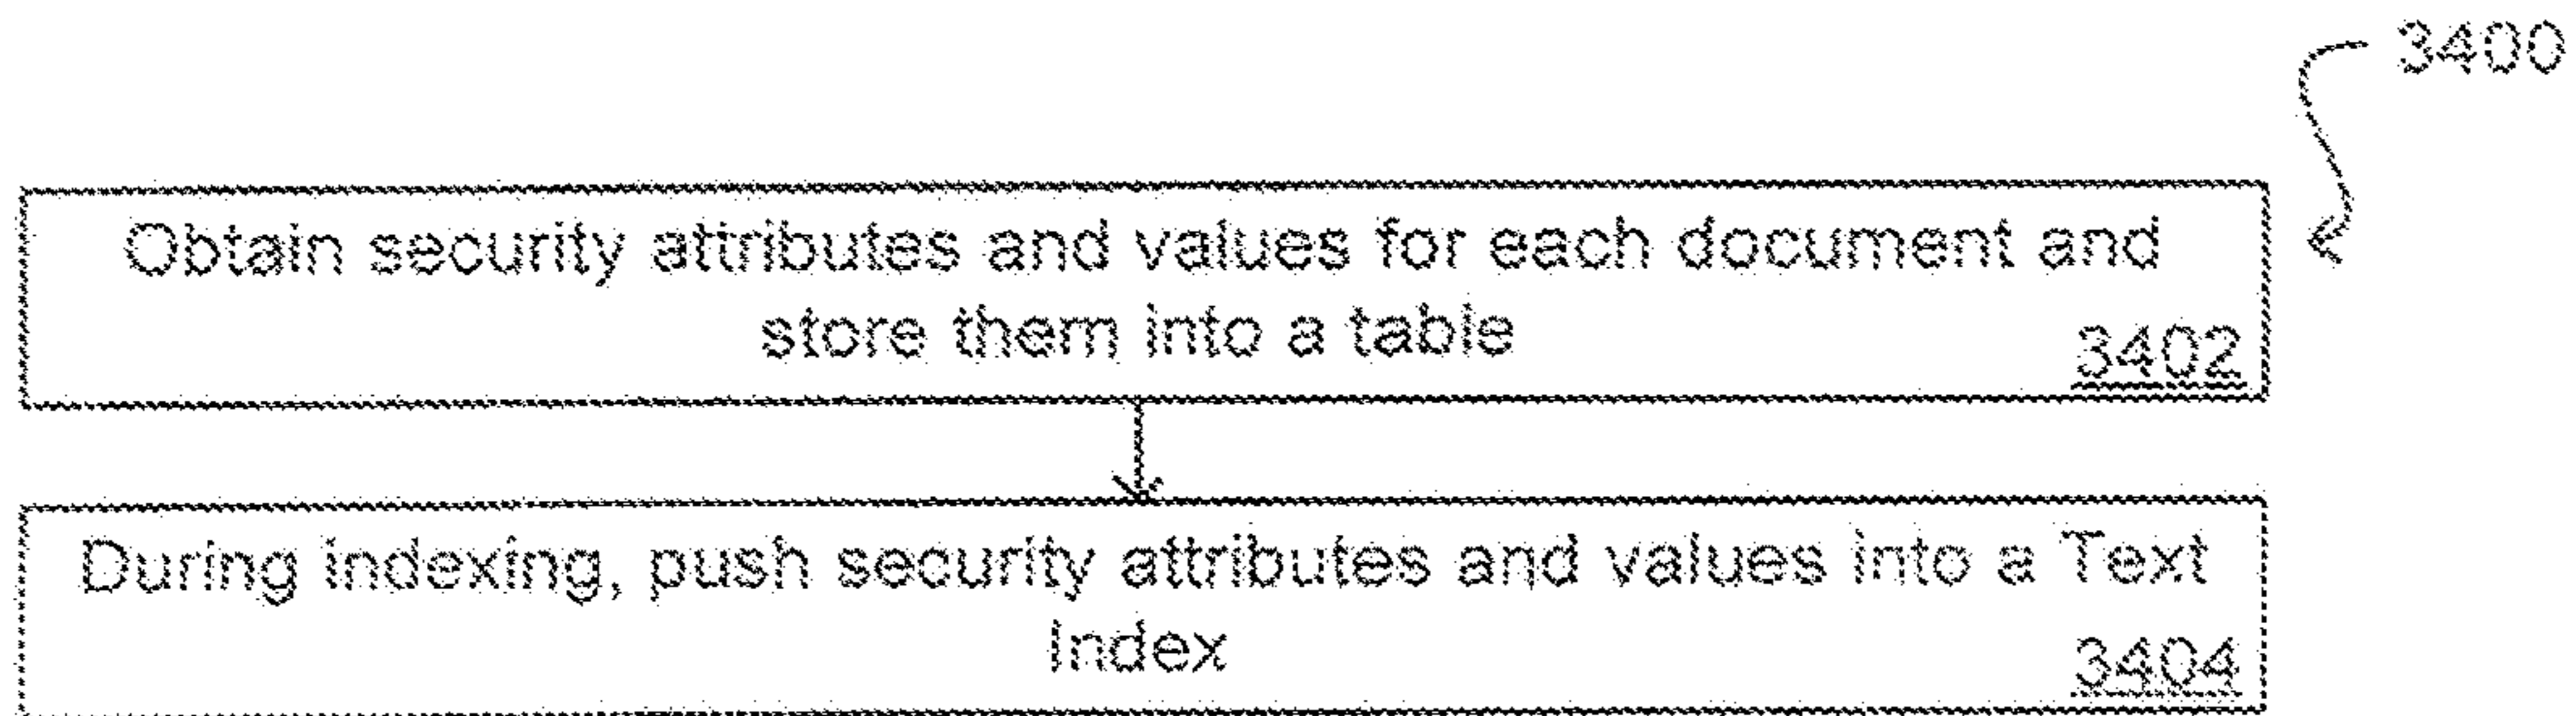 3400
Obtain security attributes and values for each document and
store them into a table
3402
During indexing, push security attributes and values into a Text
Index
3404